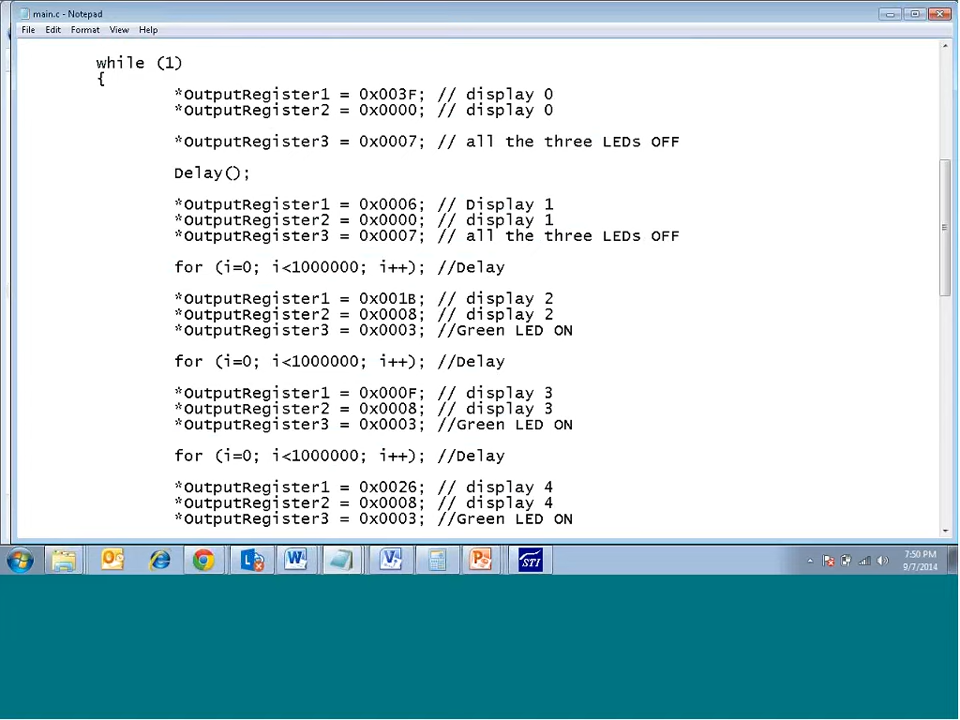 main.c - Notepad
File Edit Format View Help
while (1)
{
*OutputRegister1 = 0x003F; // display 0
*OutputRegister2 = 0x0000; // display 0
*OutputRegister3 = 0x0007; // all the three LEDs OFF
Delay();
*OutputRegister1 = 0x0006; // Display 1
*OutputRegister2 = 0x0000; // display 1
*OutputRegister3 = 0x0007; // all the three LEDs OFF
for (i=0; i<1000000; i++); //Delay
*OutputRegister1 = 0x001B; // display 2
*OutputRegister2 = 0x0008; // display 2
*OutputRegister3 = 0x0003; //Green LED ON
for (i=0; i<1000000; i++); //Delay
*OutputRegister1 = 0x000F; // display 3
*OutputRegister2 = 0x0008; // display 3
*OutputRegister3 = 0x0003; //Green LED ON
for (i=0; i<1000000; i++); //Delay
*OutputRegister1 = 0x0026; // display 4
*OutputRegister2 = 0x0008; // display 4
*OutputRegister3 = 0x0003; //Green LED ON
STI
7:50 PM
9/7/2014